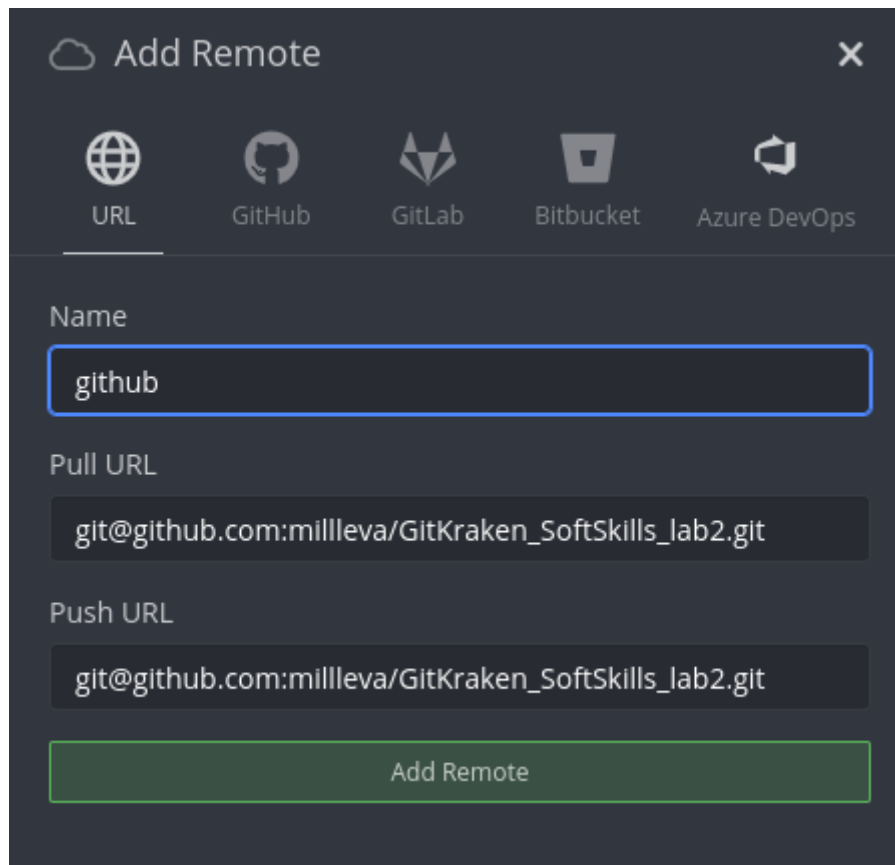 Add Remote
URL GitHub GitLab Bitbucket Azure DevOps
Name
github
Pull URL
git@github.com:millleva/GitKraken_SoftSkills_lab2.git
Push URL
git@github.com:millleva/GitKraken_SoftSkills_lab2.git
Add Remote